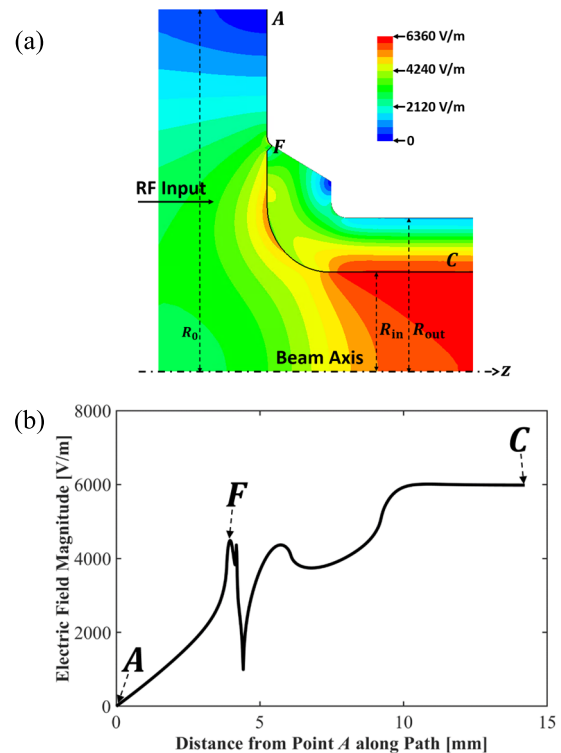 (a)
A
6360 V/m
4240 V/m
F
2120 V/m
0
RF Input
C
R₀
Rᵢₙ
Rₒᵤₜ
Beam Axis
z
(b)
8000
C
6000
F
4000
2000
A
0
0
5
10
15
Electric Field Magnitude [V/m]
Distance from Point A along Path [mm]